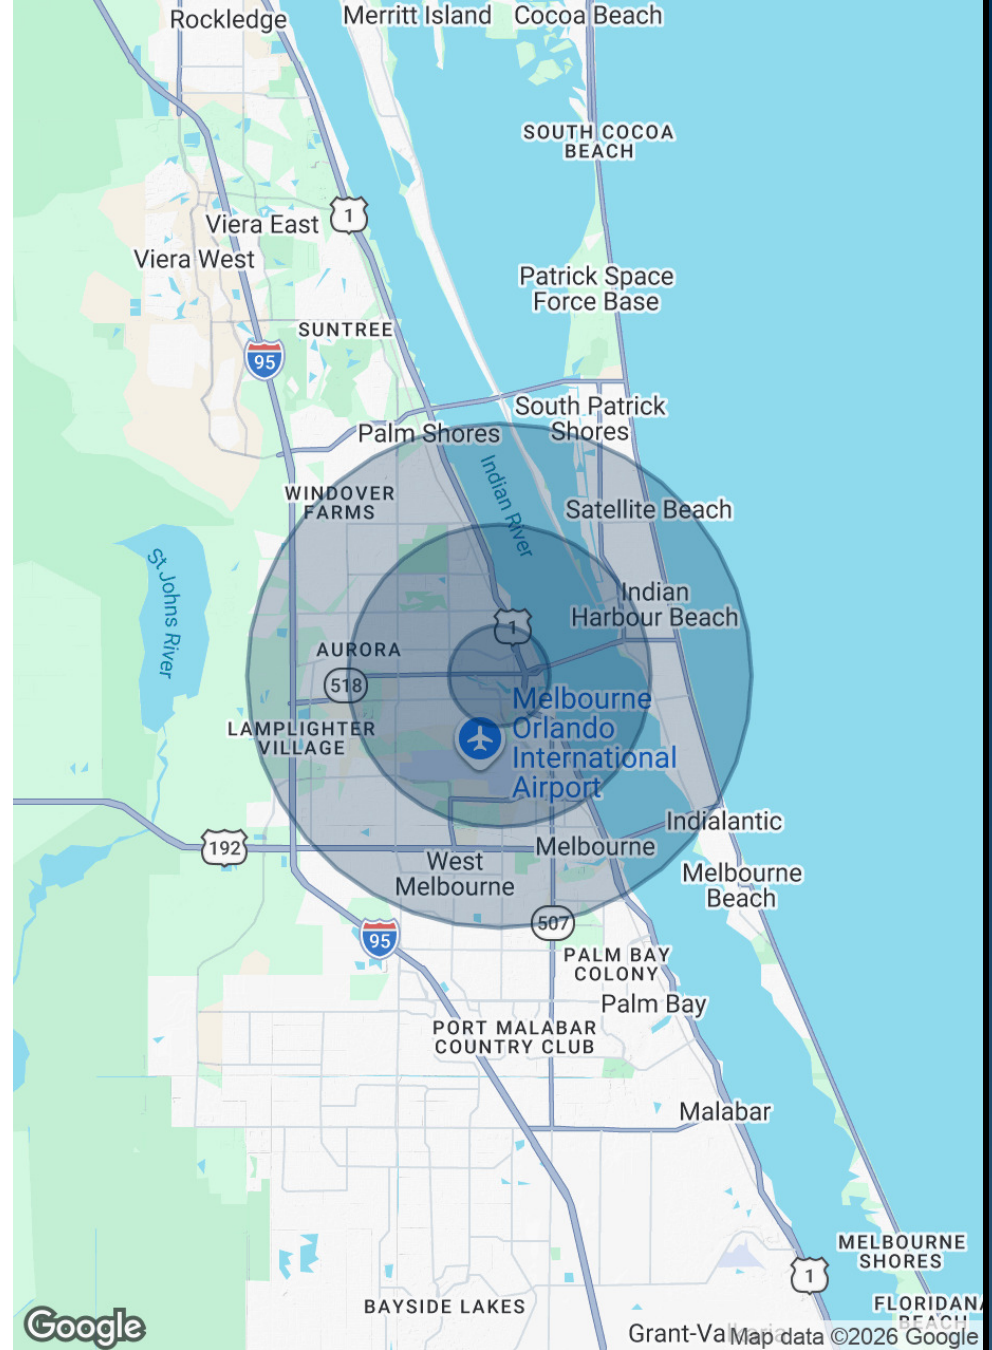 Rockledge
Merritt Island
Cocoa Beach
SOUTH COCOA
BEACH
1
Viera East
Viera West
Patrick Space
Force Base
SUNTREE
95
South Patrick
Shores
Palm Shores
Indian River
WINDOVER
FARMS
Satellite Beach
St Johns River
Indian
Harbour Beach
1
AURORA
518
Melbourne
Orlando
International
Airport
LAMPLIGHTER
VILLAGE
Indialantic
192
Melbourne
West
Melbourne
Melbourne
Beach
507
95
PALM BAY
COLONY
Palm Bay
PORT MALABAR
COUNTRY CLUB
Malabar
MELBOURNE
SHORES
1
BAYSIDE LAKES
FLORIDANA
BEACH
Google
Map data ©2026 Google